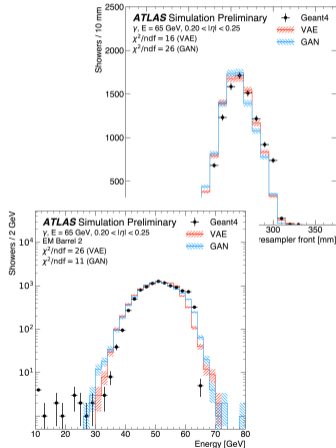 Showers / 10 mm
ATLAS Simulation Preliminary
γ, E = 65 GeV, 0.20 < |η| < 0.25
χ²/ndf = 16 (VAE)
χ²/ndf = 26 (GAN)
Geant4
VAE
GAN
2500
2000
1500
1000
500
300
350
resampler front [mm]
Showers / 2 GeV
ATLAS Simulation Preliminary
γ, E = 65 GeV, 0.20 < |η| < 0.25
EM Barrel 2
χ²/ndf = 26 (VAE)
χ²/ndf = 11 (GAN)
Geant4
VAE
GAN
10⁴
10³
10²
10¹
1
20 30 40 50 60 70 80
Energy [GeV]